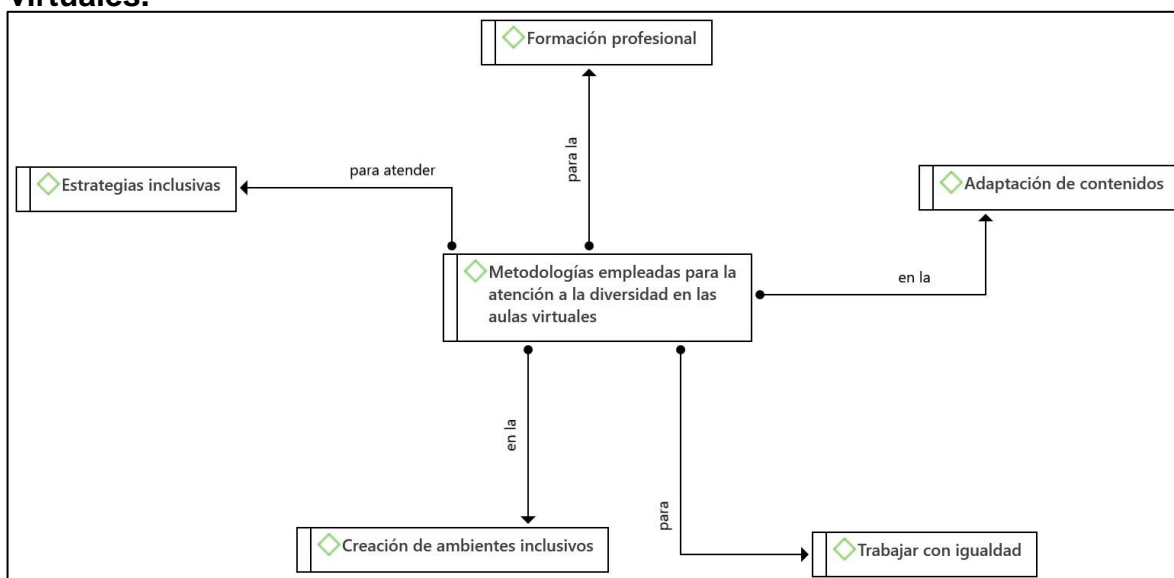 virtuales.
Formación profesional
para la
para atender
Estrategias inclusivas
Adaptación de contenidos
Metodologías empleadas para la
atención a la diversidad en las
aulas virtuales
en la
en la
para
Creación de ambientes inclusivos
Trabajar con igualdad